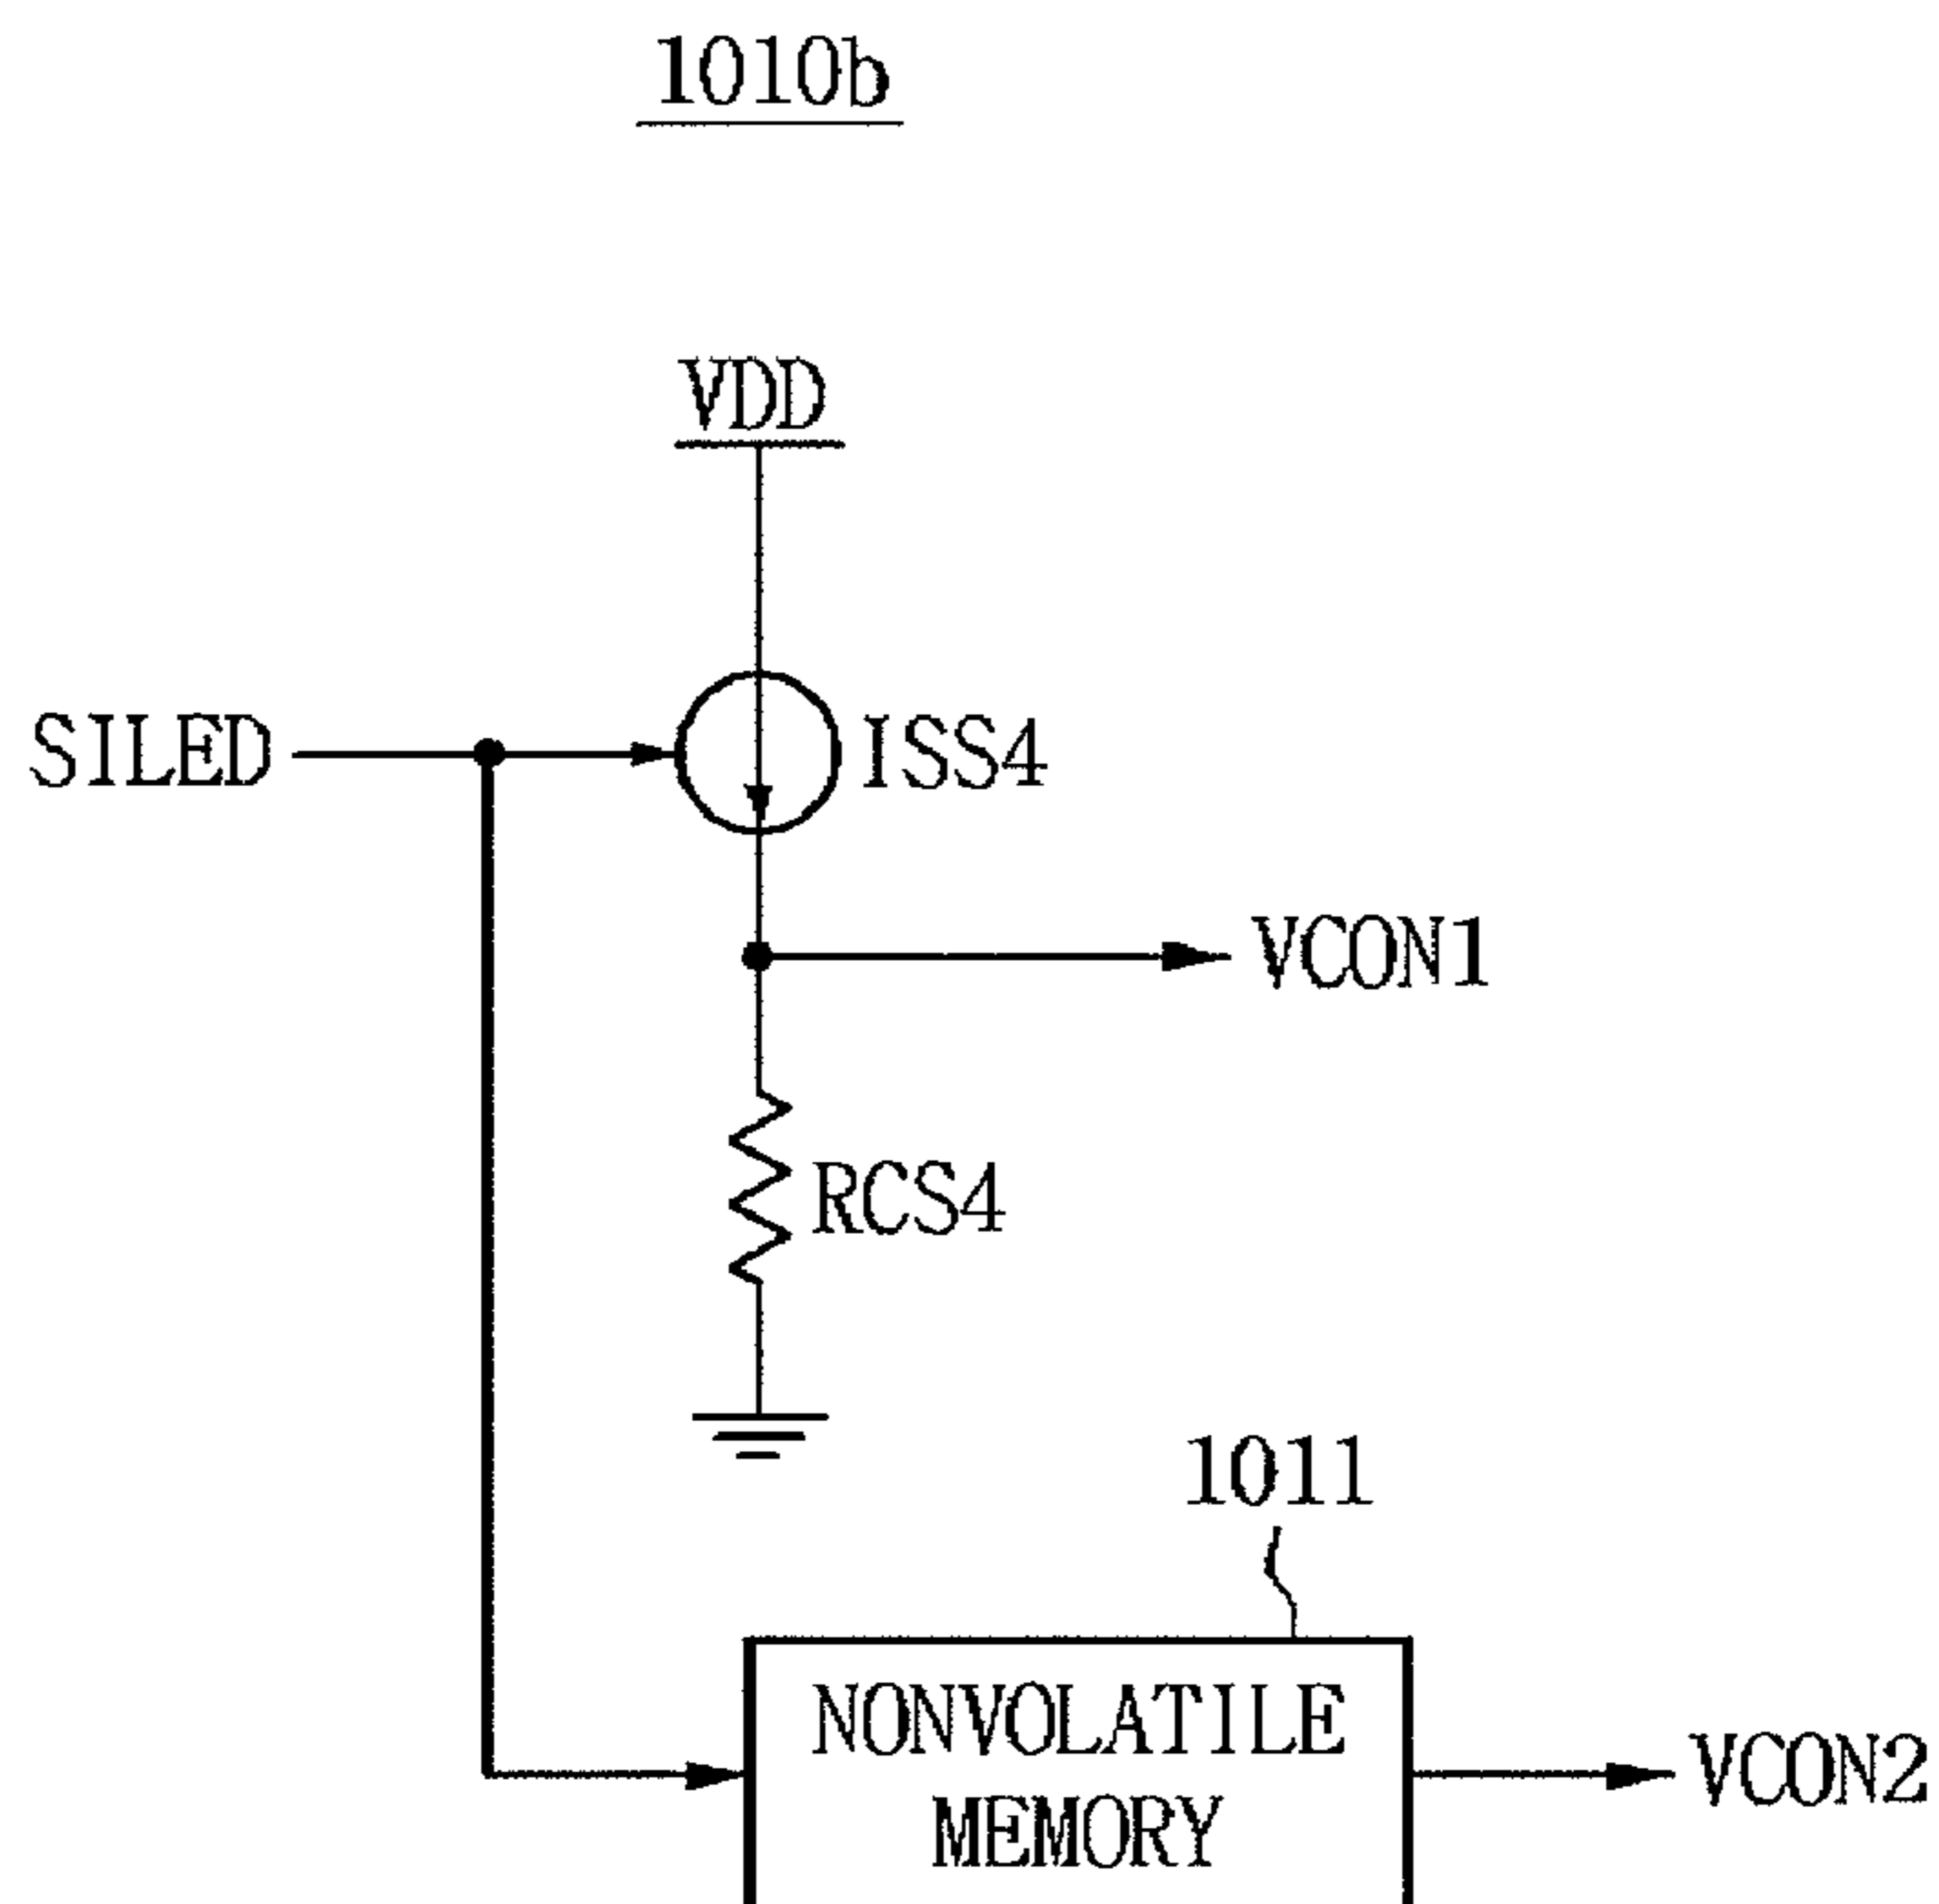 1010b
VDD
SILED
ISS4
VCON1
RCS4
1011
NONVOLATILE
MEMORY
VCON2